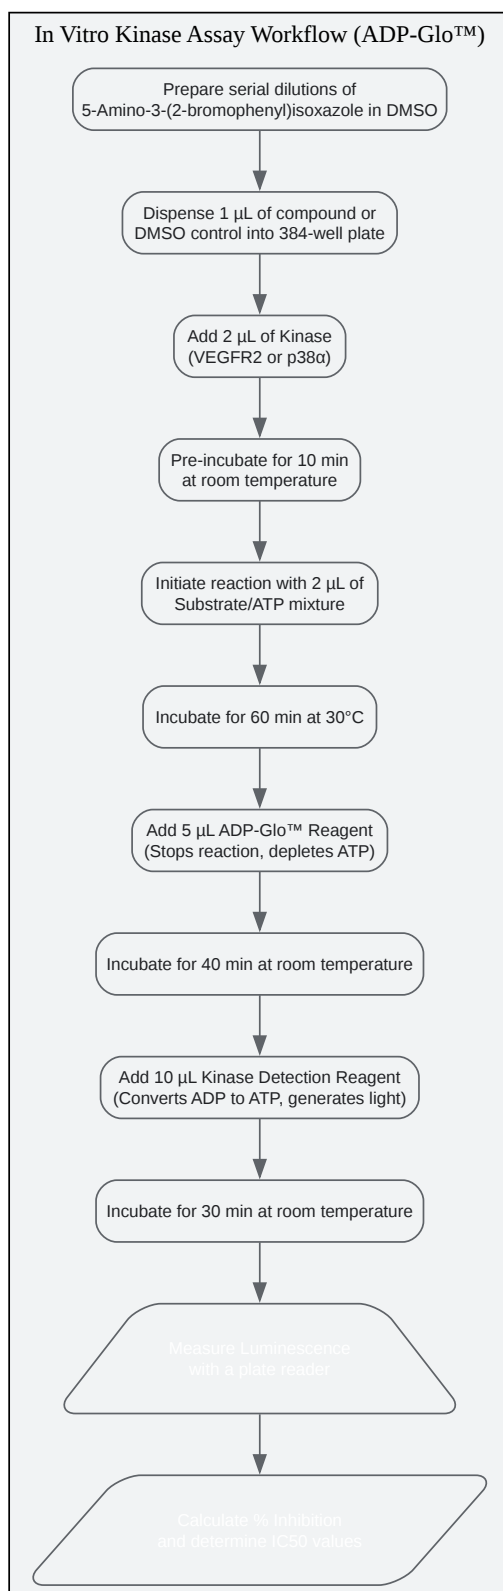 In Vitro Kinase Assay Workflow (ADP-Glo™)
Prepare serial dilutions of
5-Amino-3-(2-bromophenyl)isoxazole in DMSO
Dispense 1 µL of compound or
DMSO control into 384-well plate
Add 2 µL of Kinase
(VEGFR2 or p38α)
Pre-incubate for 10 min
at room temperature
Initiate reaction with 2 µL of
Substrate/ATP mixture
Incubate for 60 min at 30°C
Add 5 µL ADP-Glo™ Reagent
(Stops reaction, depletes ATP)
Incubate for 40 min at room temperature
Add 10 µL Kinase Detection Reagent
(Converts ADP to ATP, generates light)
Incubate for 30 min at room temperature
Measure Luminescence
with a plate reader
Calculate % Inhibition
and determine IC50 values